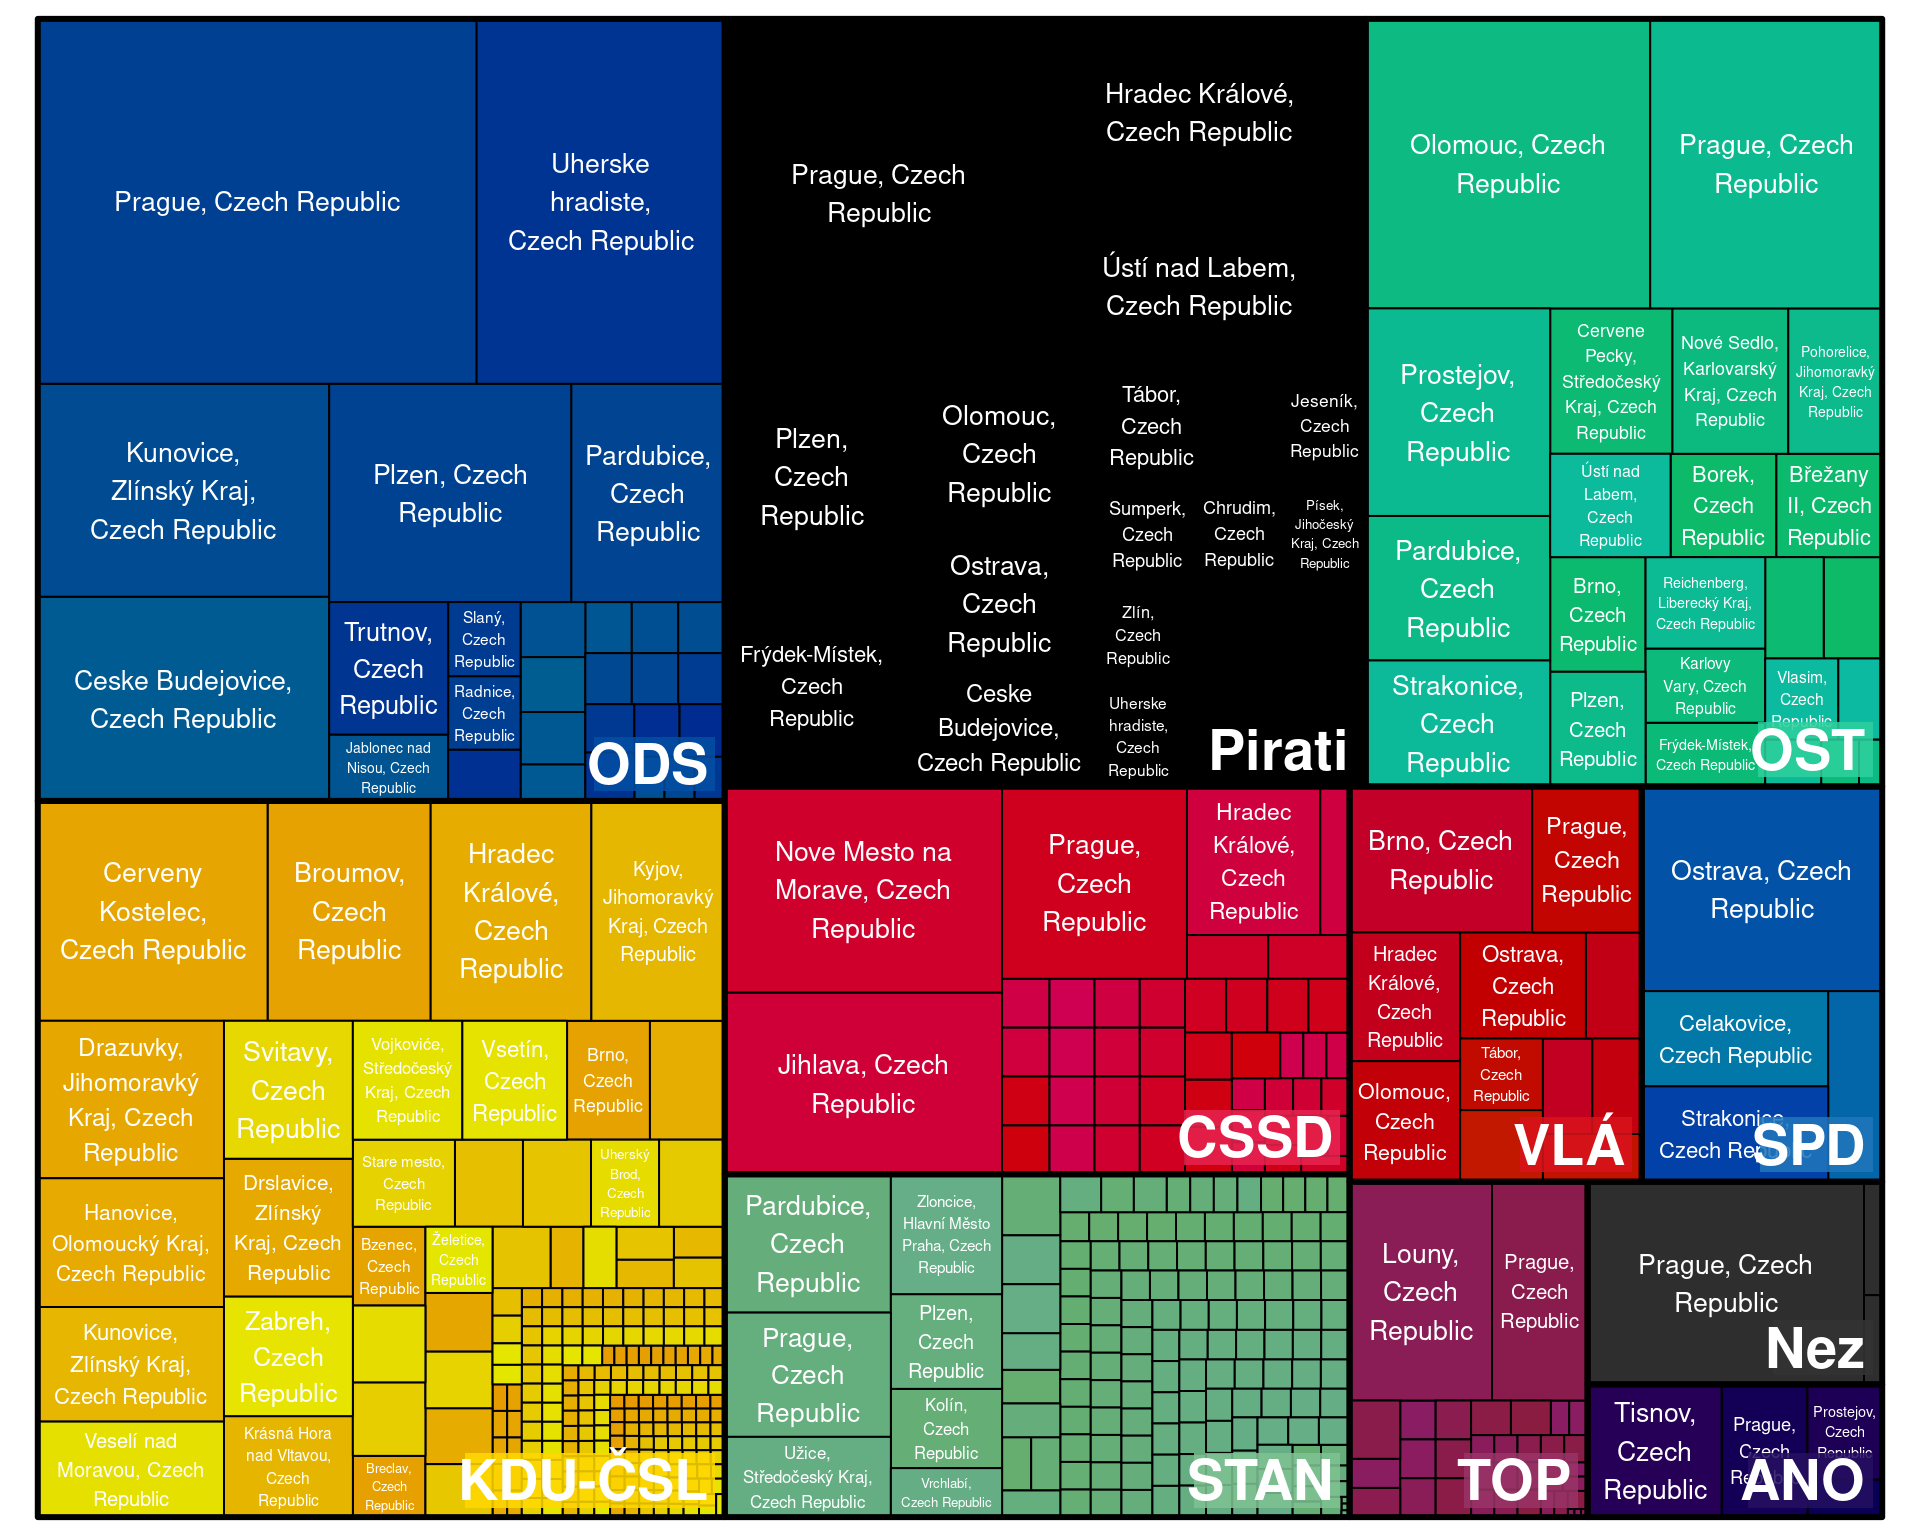 Prague, Czech Republic
Uherske
hradiste,
Czech Republic
Kunovice,
Zlínský Kraj,
Czech Republic
Plzen, Czech
Republic
Pardubice,
Czech
Republic
Ceske Budejovice,
Czech Republic
Trutnov,
Czech
Republic
Slaný,
Czech
Republic
Radnice,
Czech
Republic
Jablonec nad
Nisou, Czech
Republic
ODS
Prague, Czech
Republic
Hradec Králové,
Czech Republic
Ústí nad Labem,
Czech Republic
Plzen,
Czech
Republic
Olomouc,
Czech
Republic
Tábor,
Czech
Republic
Jeseník,
Czech
Republic
Sumperk,
Czech
Republic
Chrudim,
Czech
Republic
Písek,
Jihočeský
Kraj, Czech
Republic
Ostrava,
Czech
Republic
Zlín,
Czech
Republic
Frýdek-Místek,
Czech
Republic
Ceske
Budejovice,
Czech Republic
Uherske
hradiste,
Czech
Republic
Pirati
Olomouc, Czech
Republic
Prague, Czech
Republic
Prostejov,
Czech
Republic
Cervene
Pecky,
Středočeský
Kraj, Czech
Republic
Nové Sedlo,
Karlovarský
Kraj, Czech
Republic
Pohorelice,
Jihomoravký
Kraj, Czech
Republic
Ústí nad
Labem,
Czech
Republic
Borek,
Czech
Republic
Břežany
II, Czech
Republic
Pardubice,
Czech
Republic
Brno,
Czech
Republic
Reichenberg,
Liberecký Kraj,
Czech Republic
Strakonice,
Czech
Republic
Plzen,
Czech
Republic
Karlovy
Vary, Czech
Republic
Vlasim,
Czech
Republic
Frýdek-Místek,
Czech Republic
OST
Cerveny
Kostelec,
Czech Republic
Broumov,
Czech
Republic
Hradec
Králové,
Czech
Republic
Kyjov,
Jihomoravký
Kraj, Czech
Republic
Drazuvky,
Jihomoravký
Kraj, Czech
Republic
Svitavy,
Czech
Republic
Vojkoviće,
Středočeský
Kraj, Czech
Republic
Vsetín,
Czech
Republic
Brno,
Czech
Republic
Stare mesto,
Czech
Republic
Uherský
Brod,
Czech
Republic
Hanovice,
Olomoucký Kraj,
Czech Republic
Drslavice,
Zlínský
Kraj, Czech
Republic
Bzenec,
Czech
Republic
Želetice,
Czech
Republic
Kunovice,
Zlínský Kraj,
Czech Republic
Zabreh,
Czech
Republic
Veselí nad
Moravou, Czech
Republic
Krásná Hora
nad Vltavou,
Czech
Republic
Breclav,
Czech
Republic
KDU-ČSL
Nove Mesto na
Morave, Czech
Republic
Prague,
Czech
Republic
Hradec
Králové,
Czech
Republic
Jihlava, Czech
Republic
CSSD
Brno, Czech
Republic
Prague,
Czech
Republic
Hradec
Králové,
Czech
Republic
Ostrava,
Czech
Republic
Olomouc,
Czech
Republic
Tábor,
Czech
Republic
VLÁ
Ostrava, Czech
Republic
Celakovice,
Czech Republic
Strakonice,
Czech Republic
SPD
Pardubice,
Czech
Republic
Zloncice,
Hlavní Město
Praha, Czech
Republic
Prague,
Czech
Republic
Plzen,
Czech
Republic
Kolín,
Czech
Republic
Užice,
Středočeský Kraj,
Czech Republic
Vrchlabí,
Czech Republic
STAN
Louny,
Czech
Republic
Prague,
Czech
Republic
TOP
Prague, Czech
Republic
Nez
Tisnov,
Czech
Republic
Prague,
Czech
Republic
Prostejov,
Czech
Republic
ANO